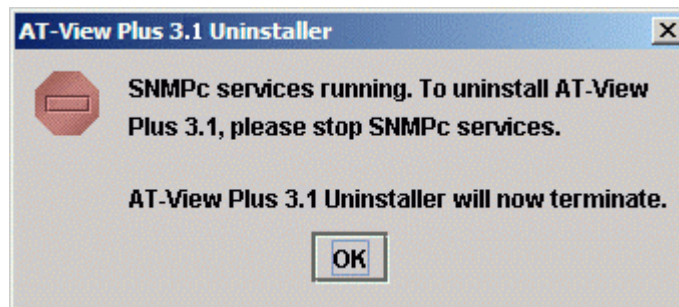 AT-View Plus 3.1 Uninstaller
SNMPc services running. To uninstall AT-View
Plus 3.1, please stop SNMPc services.
AT-View Plus 3.1 Uninstaller will now terminate.
OK